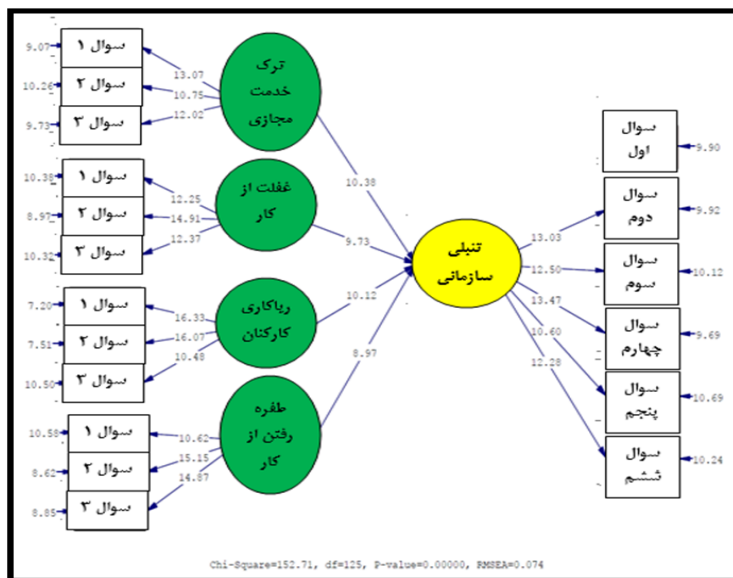 9.07
سوال ۱
10.26
سوال ۲
9.73
سوال ۳
13.07
10.75
12.02
ترک
خدمت
مجازی
10.38
10.38
سوال ۱
8.97
سوال ۲
10.32
سوال ۳
12.25
14.91
12.37
غفلت از
کار
9.73
7.20
سوال ۱
7.51
سوال ۲
10.50
سوال ۳
16.33
16.07
10.48
ریاکاری
کارکنان
10.12
10.58
سوال ۱
8.62
سوال ۲
8.85
سوال ۳
10.62
15.15
14.87
طفره
رفتن از
کار
8.97
تنبلی
سازمانی
13.03
12.50
13.47
10.60
12.28
سوال
اول
9.90
سوال
دوم
9.92
سوال
سوم
10.12
سوال
چهارم
9.69
سوال
پنجم
10.69
سوال
ششم
10.24
Chi-Square=152.71, df=125, P-value=0.00000, RMSEA=0.074